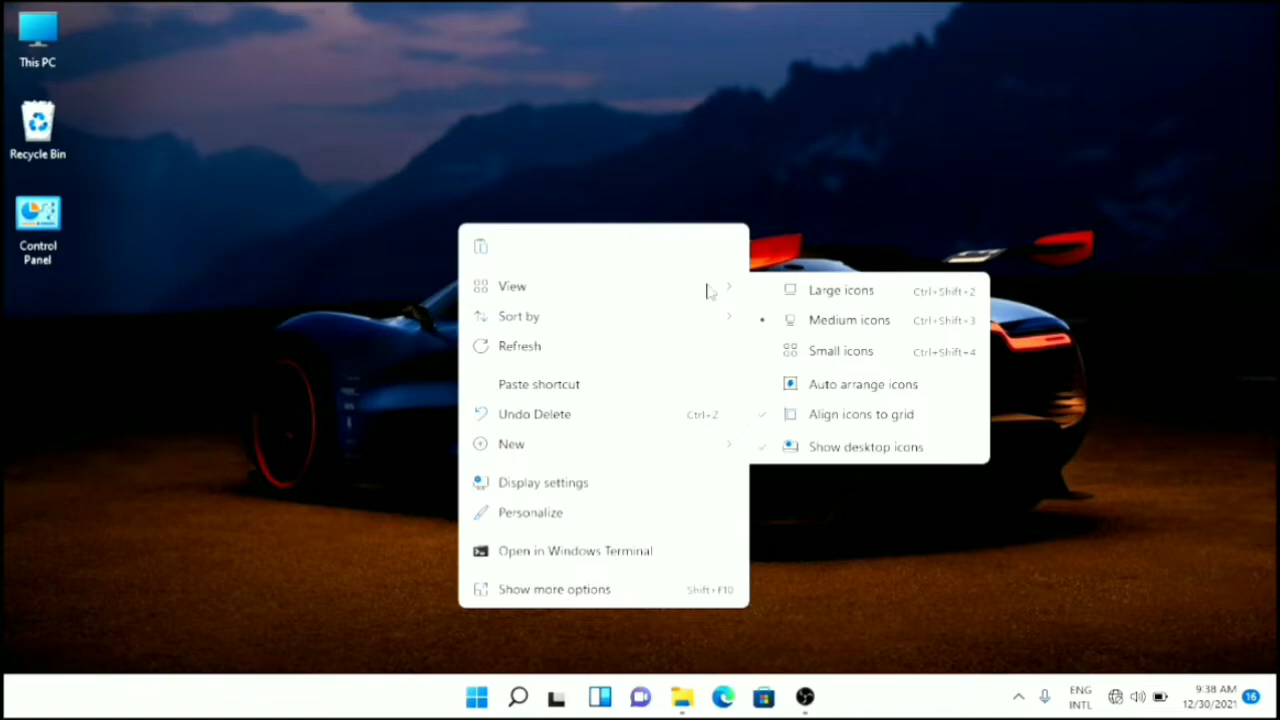 This PC
Recycle Bin
Control
Panel
View
Sort by
Refresh
Paste shortcut
Undo Delete Ctrl+Z
New
Display settings
Personalize
Open in Windows Terminal
Show more options Shift+F10
Large icons Ctrl+Shift+2
Medium icons Ctrl+Shift+3
Small icons Ctrl+Shift+4
Auto arrange icons
Align icons to grid
Show desktop icons
ENG
INTL
9:38 AM
12/30/2021
16